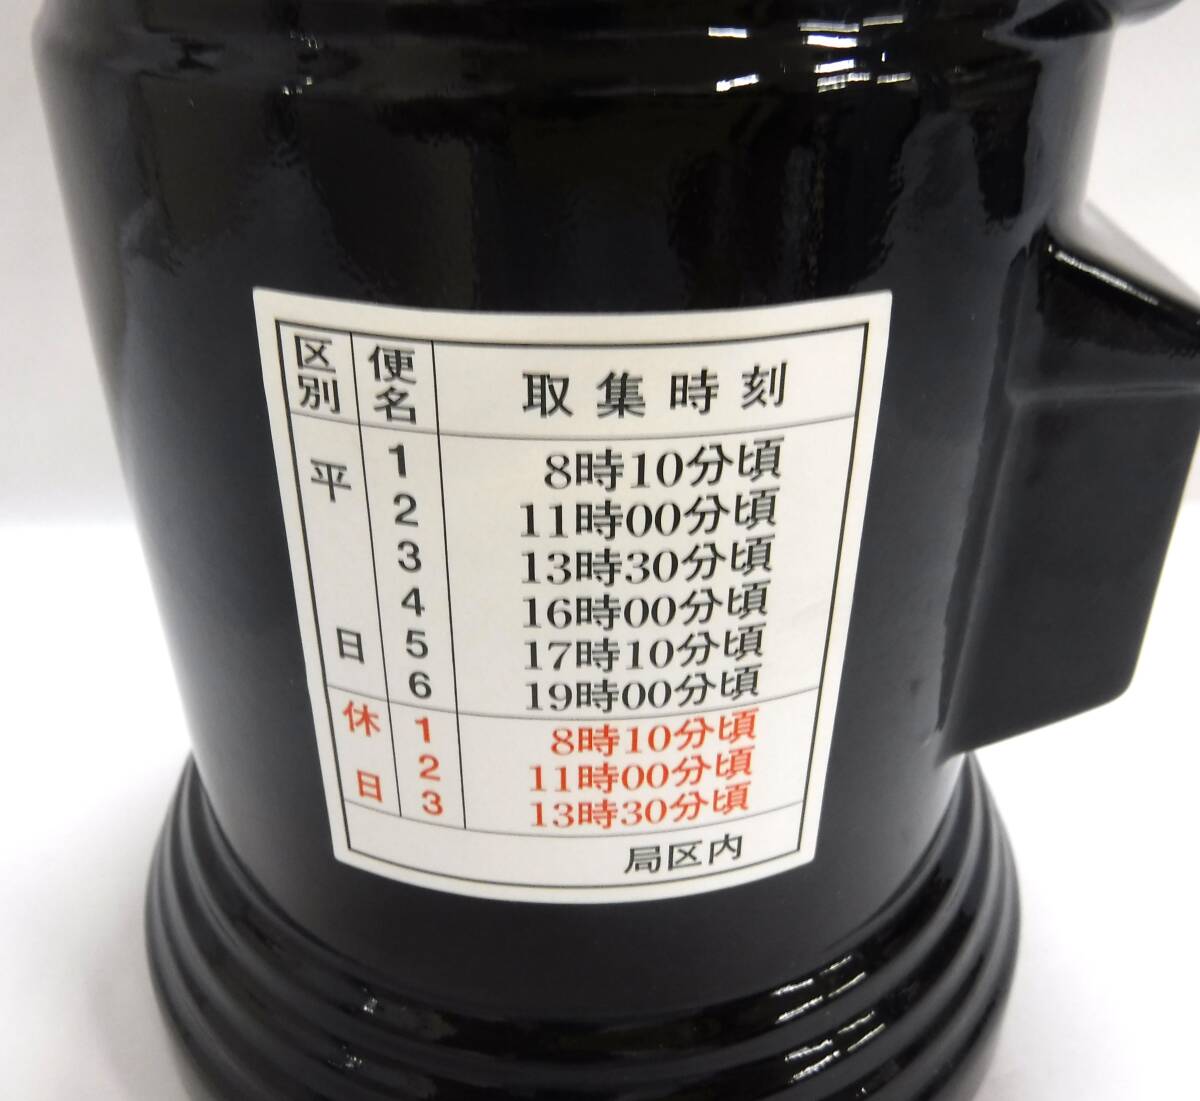 区別 便名 取集時刻
平日 1 8時10分頃
2 11時00分頃
3 13時30分頃
4 16時00分頃
5 17時10分頃
6 19時00分頃
休日 1 8時10分頃
2 11時00分頃
3 13時30分頃
局区内